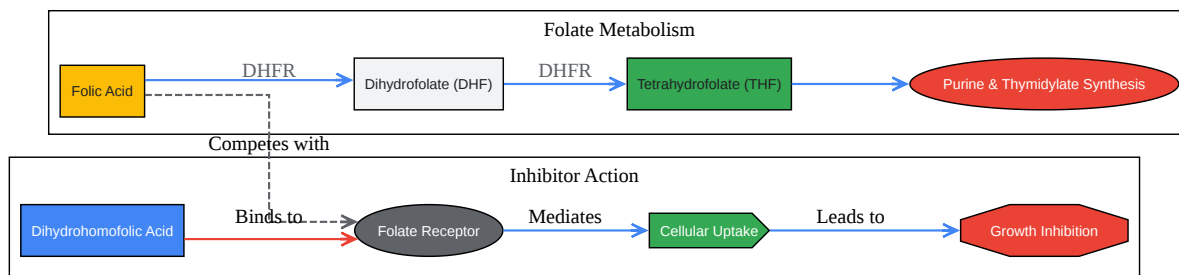 Folate Metabolism
Folic Acid
DHFR
Dihydrofolate (DHF)
DHFR
Tetrahydrofolate (THF)
Purine & Thymidylate Synthesis
Competes with
Inhibitor Action
Dihydrohomofolic Acid
Binds to
Folate Receptor
Mediates
Cellular Uptake
Leads to
Growth Inhibition